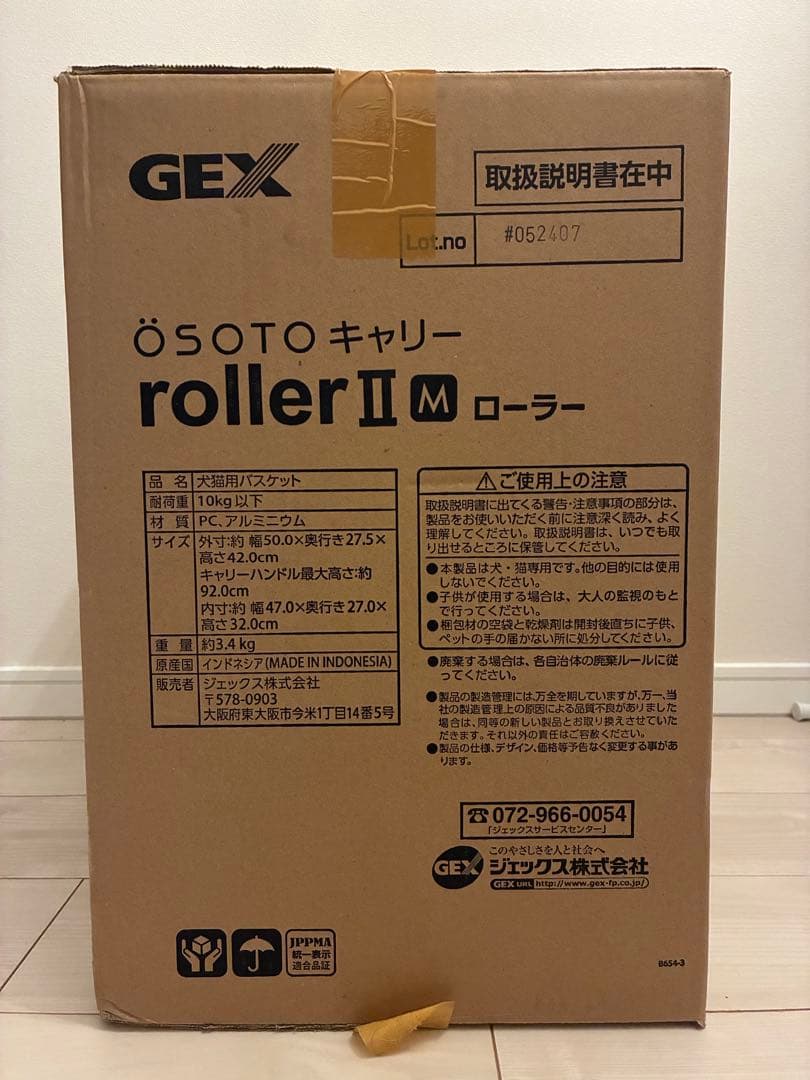 GEX
取扱説明書在中
Lot.no #052407
ÖSOTO キャリー
rollerⅡ M ローラー
品 名 犬猫用バスケット
耐荷重 10kg以下
材 質 PC、アルミニウム
サイズ 外寸:約 幅50.0×奥行き27.5×
高さ42.0cm
キャリーハンドル最大高さ:約
92.0cm
内寸:約 幅47.0×奥行き27.0×
高さ32.0cm
重 量 約3.4kg
原産国 インドネシア(MADE IN INDONESIA)
販売者 ジェックス株式会社
〒578-0903
大阪府東大阪市今米1丁目14番5号
⚠ご使用上の注意
取扱説明書に出てくる警告・注意事項の部分は、
製品をお使いいただく前に注意深く読み、よく
理解してください。取扱説明書は、いつでも取
り出せるところに保管してください。
●本製品は犬・猫専用です。他の目的には使用
しないでください。
●子供が使用する場合は、大人の監視のもと
で行ってください。
●梱包材の空袋と乾燥剤は開封後直ちに子供、
ペットの手の届かない所に処分してください。
●廃棄する場合は、各自治体の廃棄ルールに従
ってください。
●製品の製造管理には、万全を期していますが、万一、当
社の製造管理上の原因による品質不良がありました
場合は、同等の新しい製品とお取り換えさせていた
だきます。それ以外の責任はご容赦ください。
●製品の仕様、デザイン、価格等予告なく変更する事があ
ります。
☎072-966-0054
「ジェックスサービスセンター」
このやさしさを人と社会へ
GEX ジェックス株式会社
GEX URL http://www.gex-fp.co.jp/
JPPMA
統一表示
適合品証
B654-3